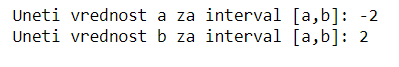 Uneti vrednost a za interval [a,b]: -2
Uneti vrednost b za interval [a,b]: 2